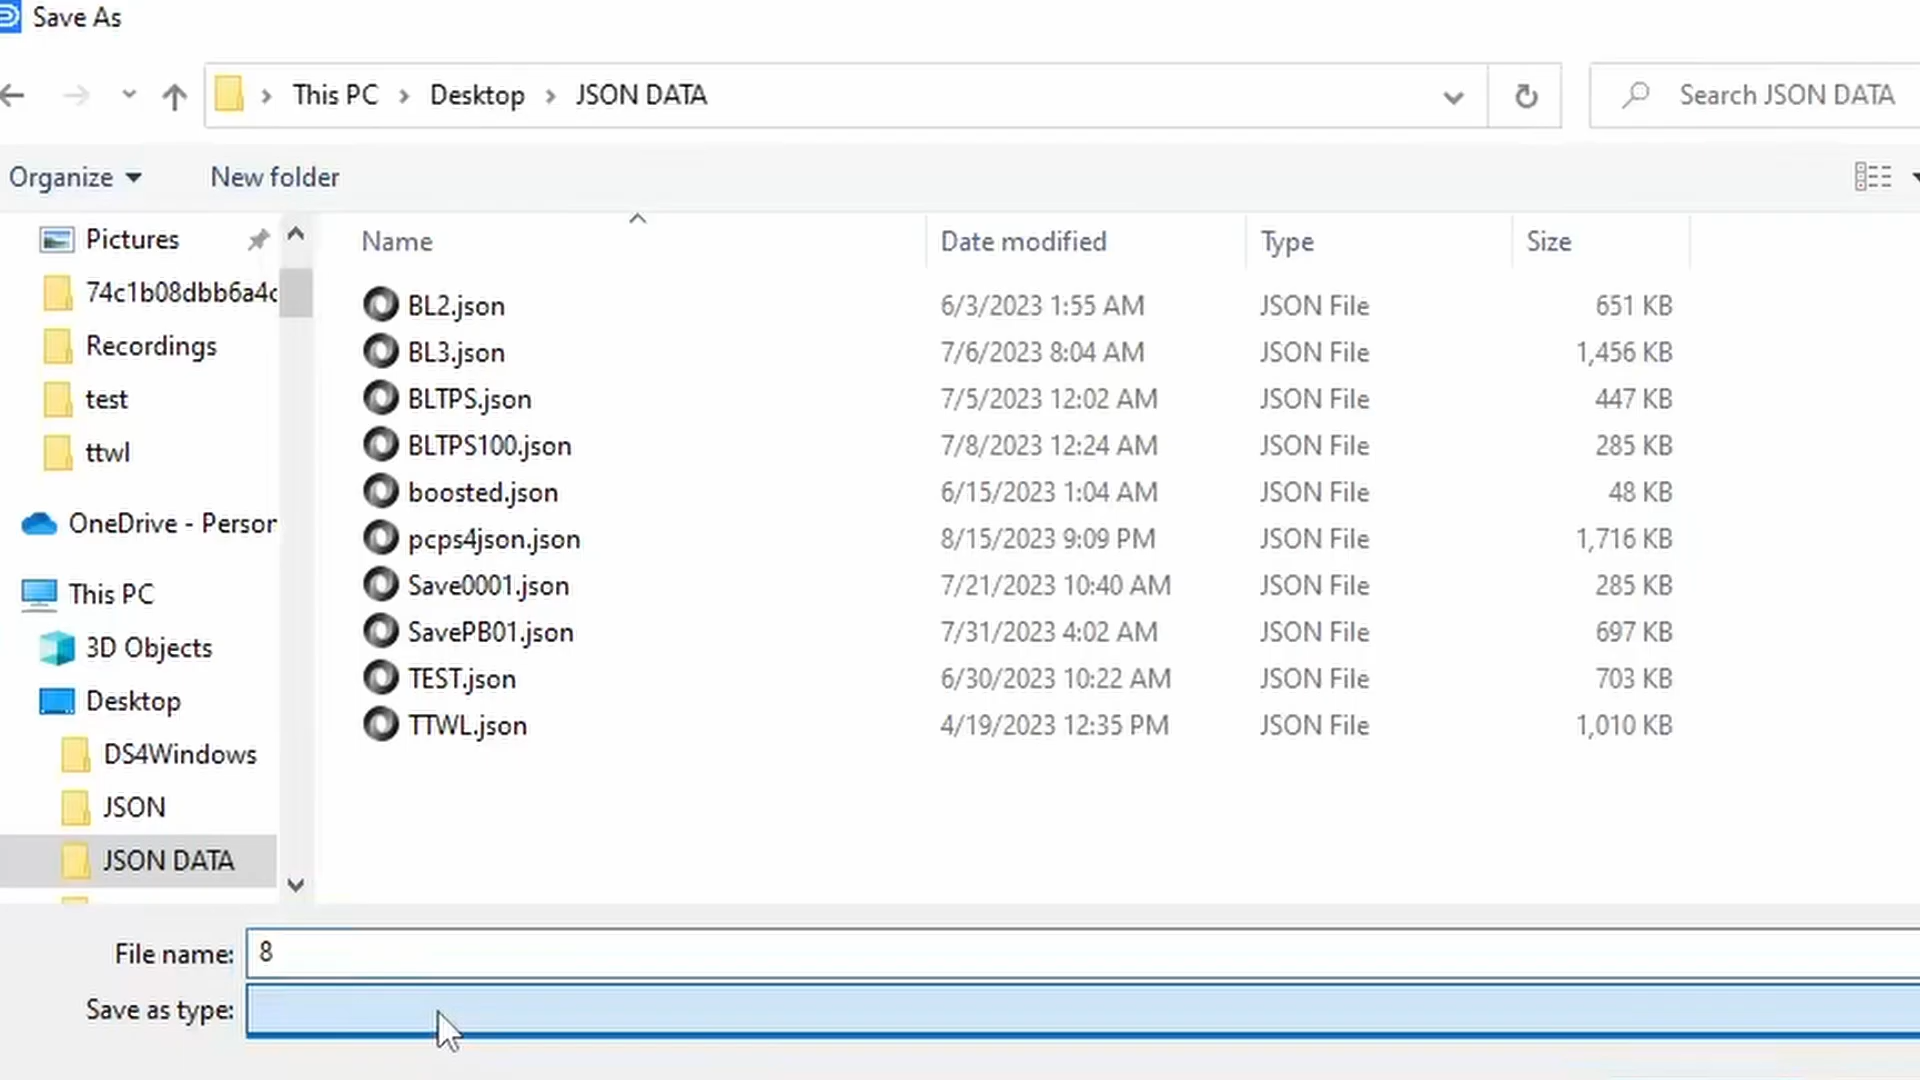 Save As
This PC > Desktop > JSON DATA
Search JSON DATA
Organize
New folder
Pictures
74c1b08dbb6a4c
Recordings
test
ttwl
OneDrive - Person
This PC
3D Objects
Desktop
DS4Windows
JSON
JSON DATA
Name Date modified Type Size
BL2.json 6/3/2023 1:55 AM JSON File 651 KB
BL3.json 7/6/2023 8:04 AM JSON File 1,456 KB
BLTPS.json 7/5/2023 12:02 AM JSON File 447 KB
BLTPS100.json 7/8/2023 12:24 AM JSON File 285 KB
boosted.json 6/15/2023 1:04 AM JSON File 48 KB
pcps4json.json 8/15/2023 9:09 PM JSON File 1,716 KB
Save0001.json 7/21/2023 10:40 AM JSON File 285 KB
SavePB01.json 7/31/2023 4:02 AM JSON File 697 KB
TEST.json 6/30/2023 10:22 AM JSON File 703 KB
TTWL.json 4/19/2023 12:35 PM JSON File 1,010 KB
File name: 8
Save as type: